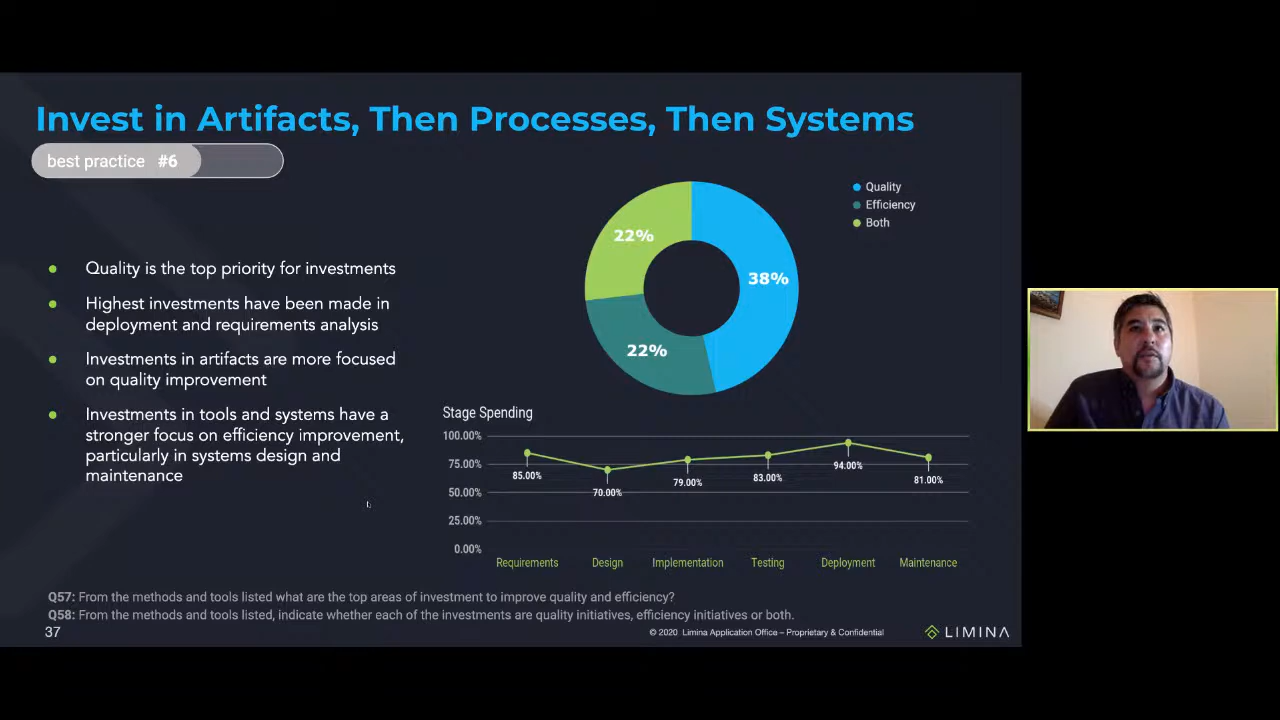 Invest in Artifacts, Then Processes, Then Systems
best practice #6
Quality is the top priority for investments
Highest investments have been made in
deployment and requirements analysis
Investments in artifacts are more focused
on quality improvement
Investments in tools and systems have a
stronger focus on efficiency improvement,
particularly in systems design and
maintenance
22%
38%
22%
Quality
Efficiency
Both
Stage Spending
100.00%
75.00%
50.00%
25.00%
0.00%
85.00%
70.00%
79.00%
83.00%
94.00%
81.00%
Requirements
Design
Implementation
Testing
Deployment
Maintenance
Q57: From the methods and tools listed what are the top areas of investment to improve quality and efficiency?
Q58: From the methods and tools listed, indicate whether each of the investments are quality initiatives, efficiency initiatives or both.
37
© 2020 Limina Application Office – Proprietary & Confidential
LIMINA